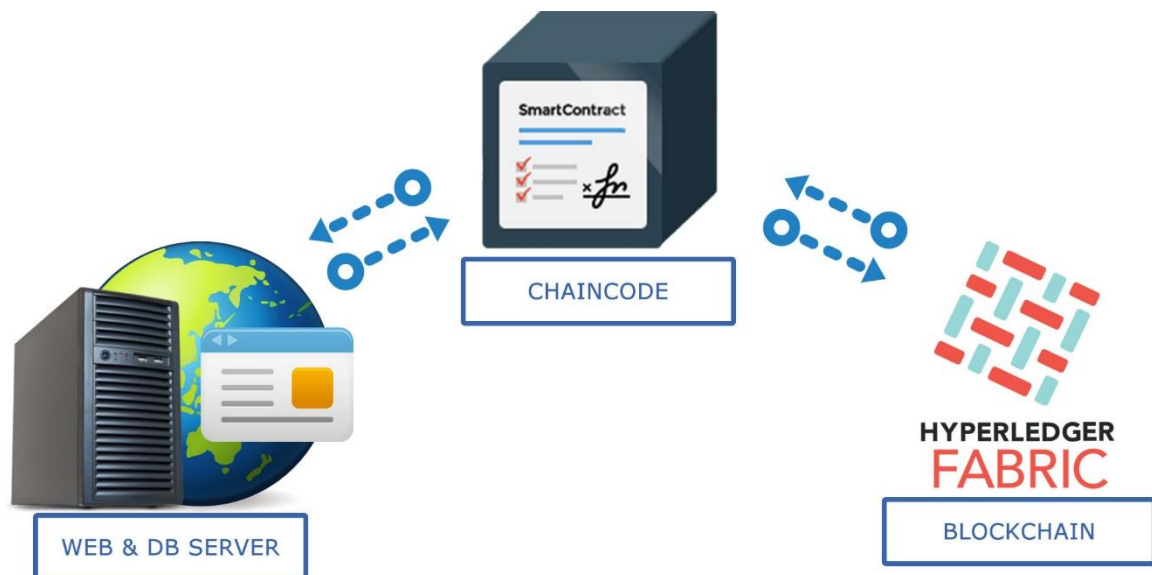 SmartContract
CHAINCODE
HYPERLEDGER
FABRIC
WEB & DB SERVER
BLOCKCHAIN